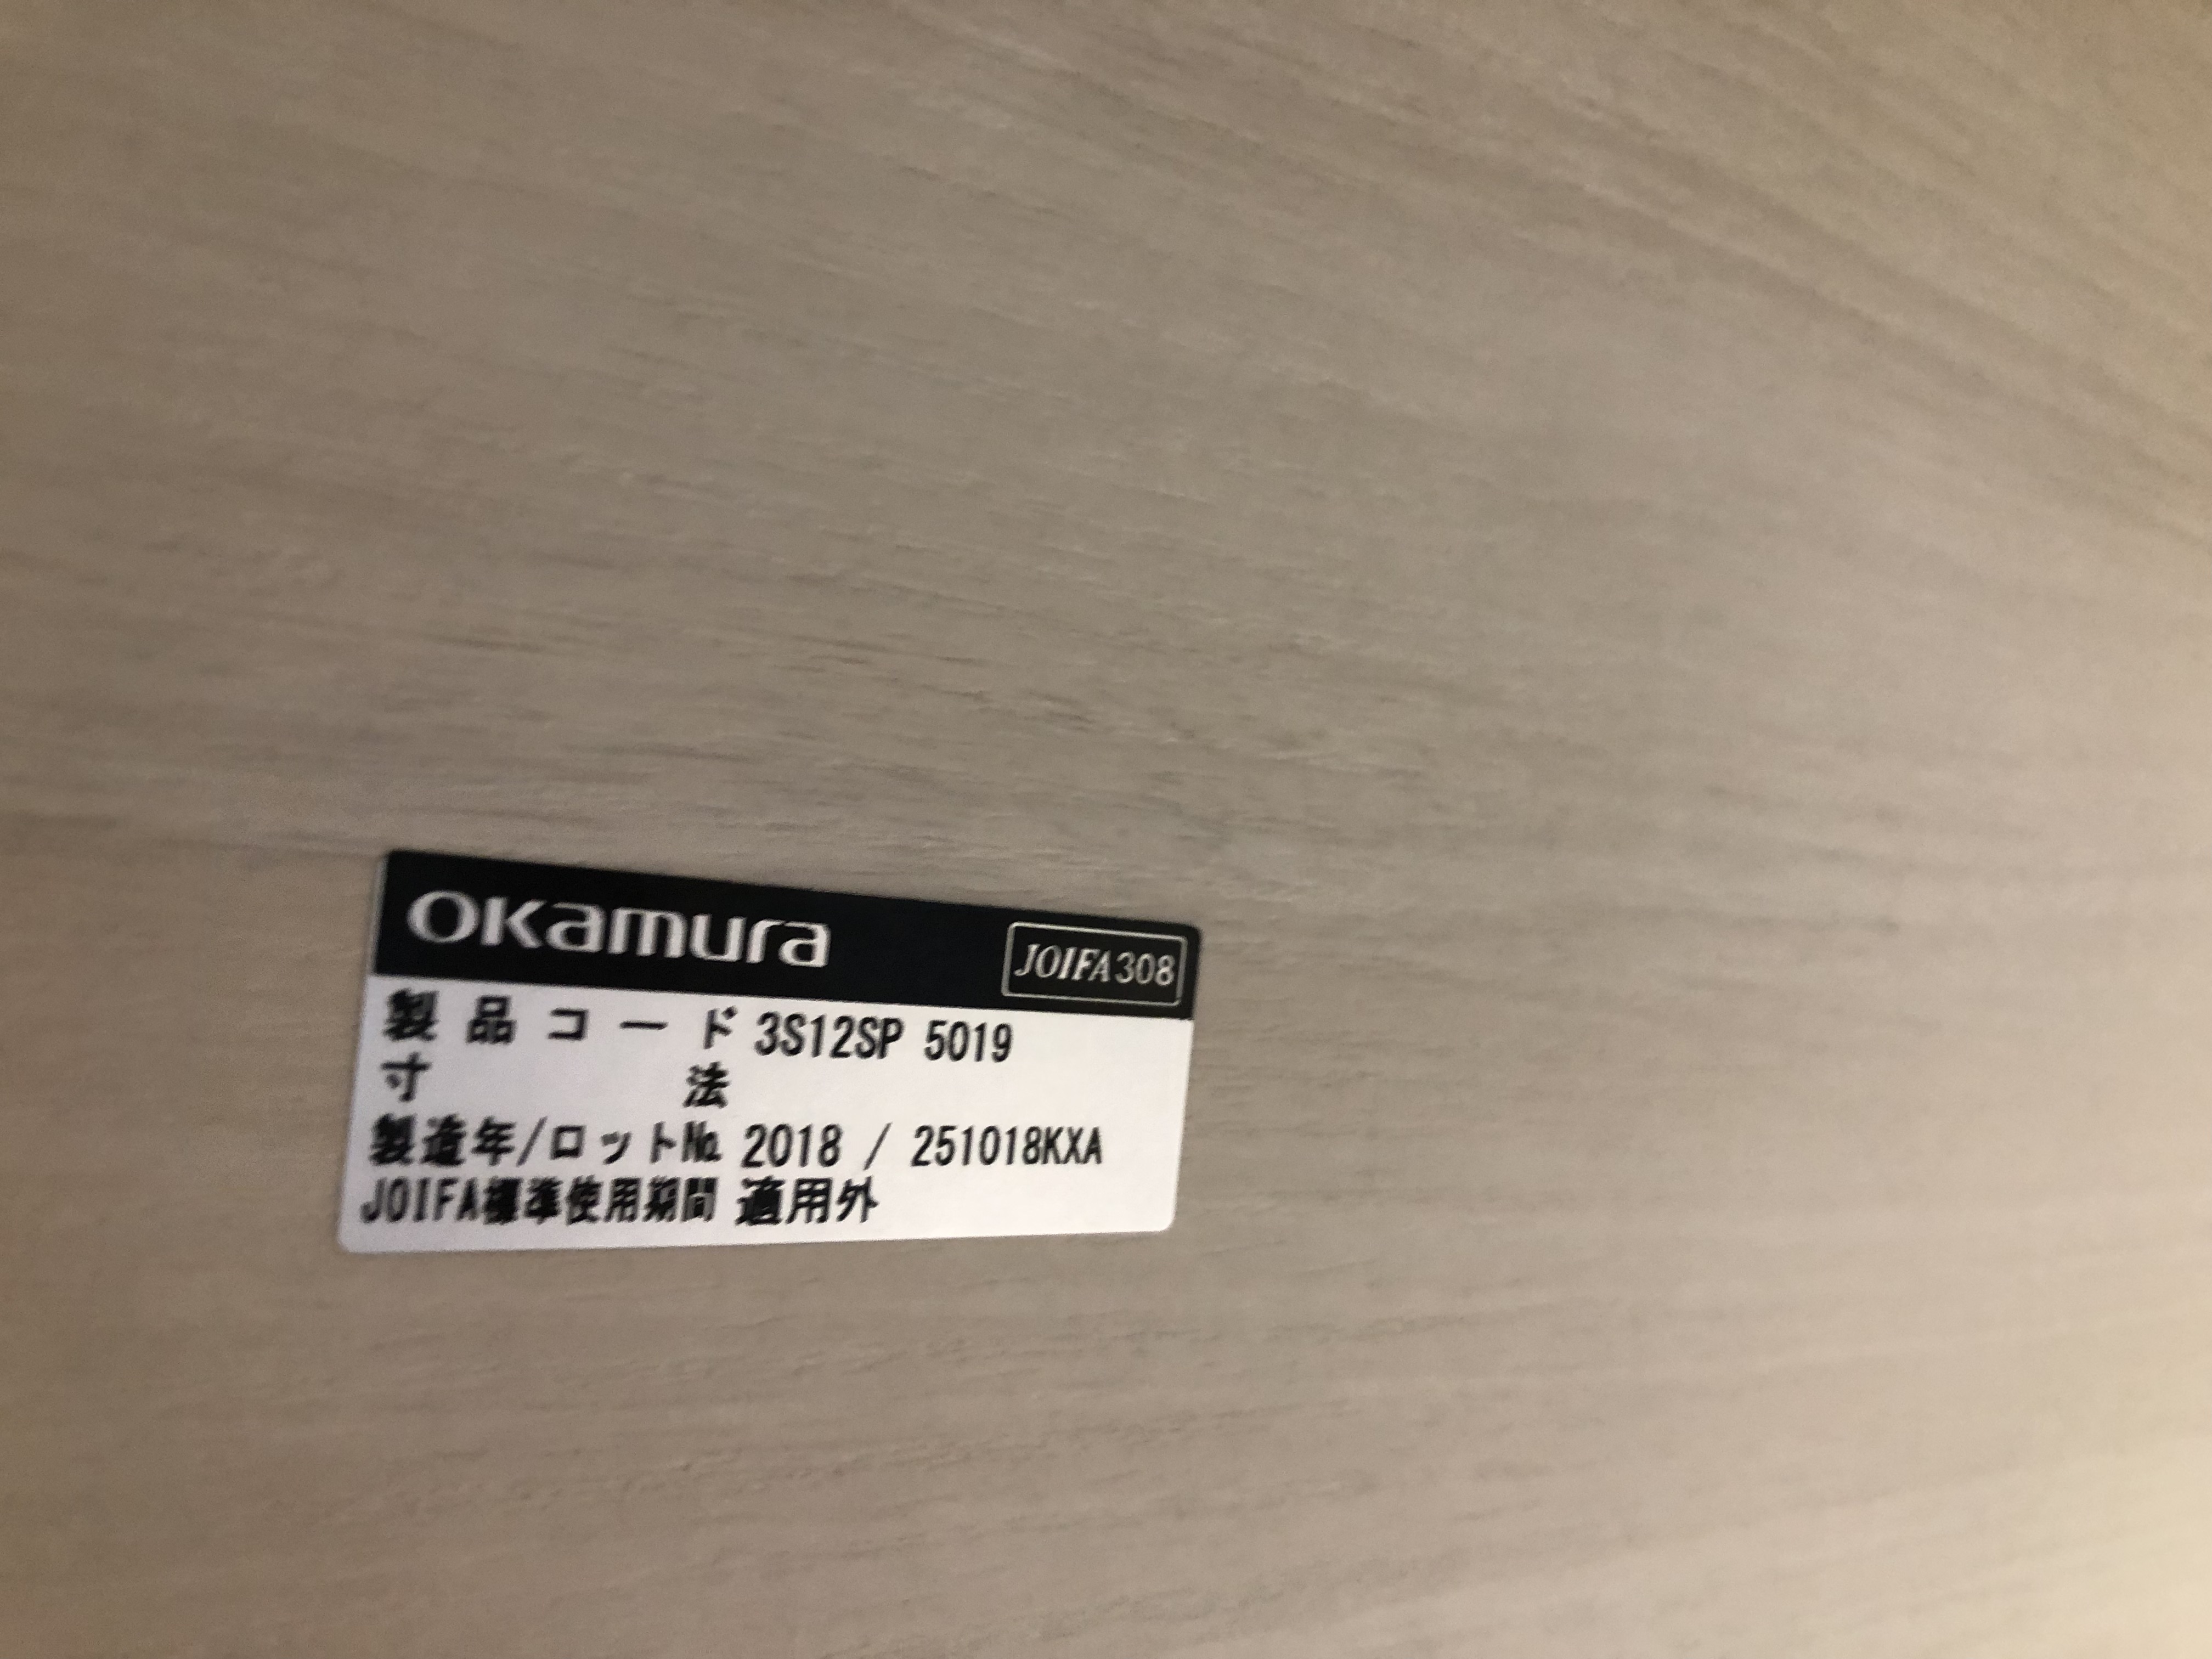 okamura JOIFA308
製品コード 3S12SP 5019
寸法
製造年/ロット№ 2018 / 251018KXA
JOIFA標準使用期間 適用外